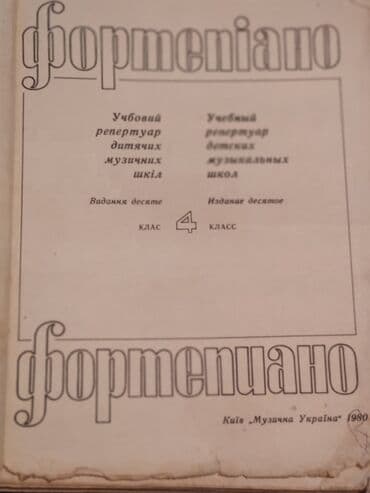 фортепіано
Учбовий
репертуар
дитячих
музичних
шкіл
Учебный
репертуар
детских
музыкальных
школ
Видання десяте
Издание десятое
КЛАС 4 КЛАСС
фортепиано
Київ „Музична Україна" 1980